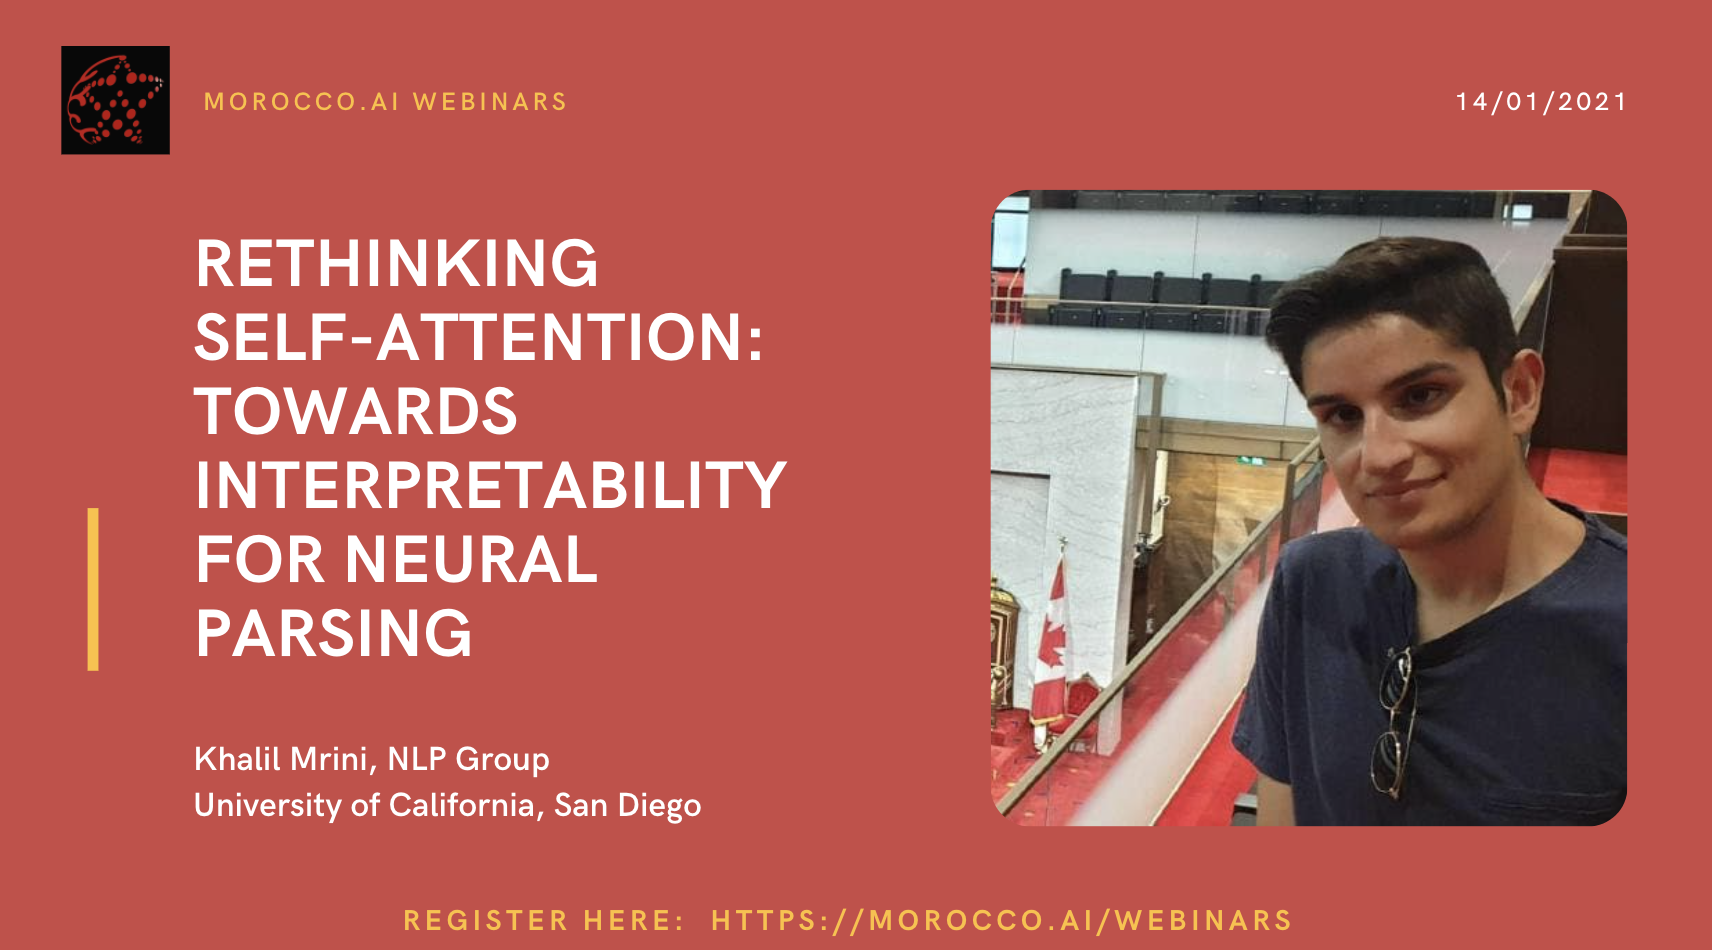 MOROCCO.AI WEBINARS
14/01/2021
RETHINKING
SELF-ATTENTION:
TOWARDS
INTERPRETABILITY
FOR NEURAL
PARSING
Khalil Mrini, NLP Group
University of California, San Diego
REGISTER HERE: HTTPS://MOROCCO.AI/WEBINARS